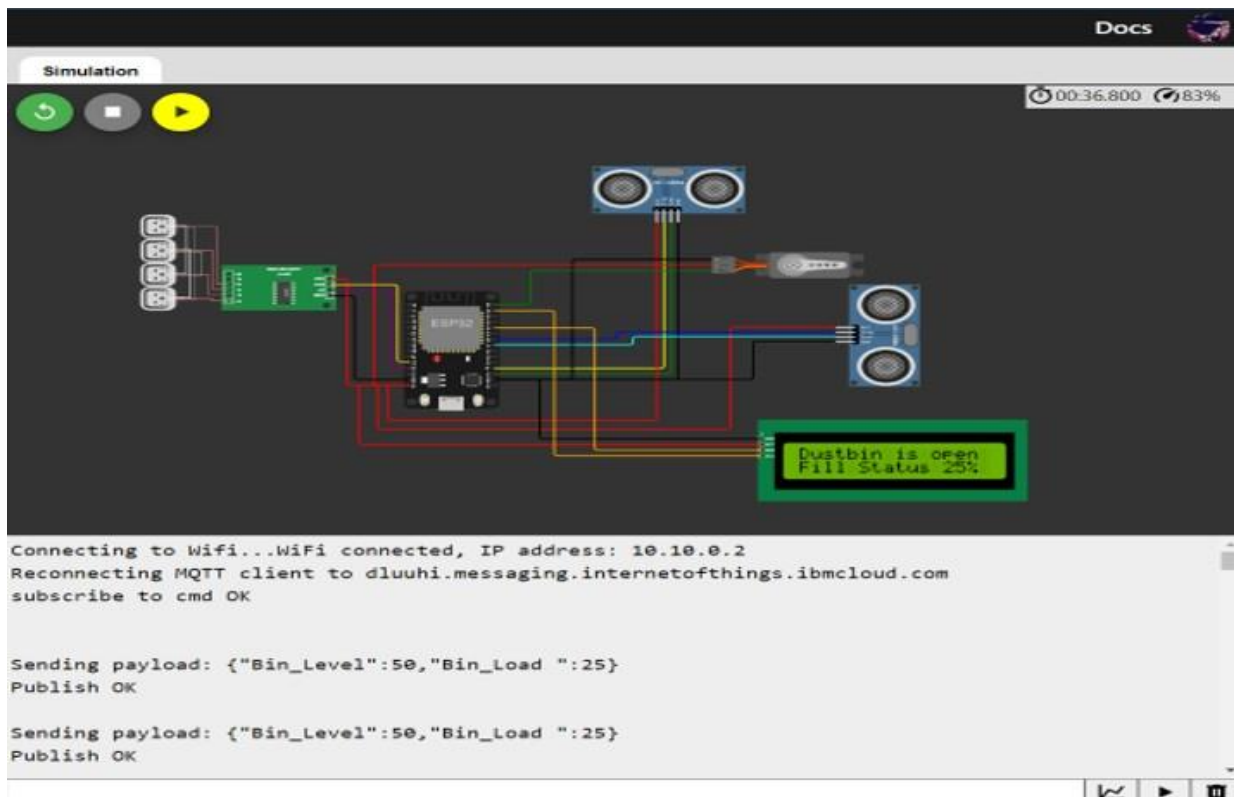 Docs
Simulation
00:36.800 83%
ESP32
Dustbin is open
Fill Status 25%
Connecting to Wifi...WiFi connected, IP address: 10.10.0.2
Reconnecting MQTT client to dluuhi.messaging.internetofthings.ibmcloud.com
subscribe to cmd OK
Sending payload: {"Bin_Level":50,"Bin_Load ":25}
Publish OK
Sending payload: {"Bin_Level":50,"Bin_Load ":25}
Publish OK